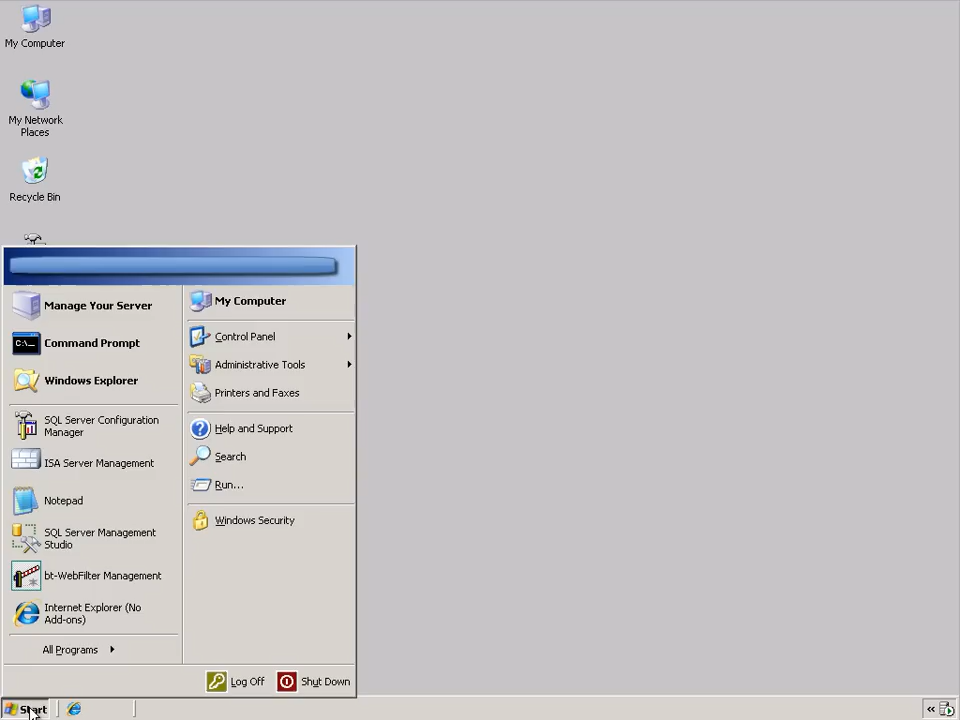 My Computer
My Network
Places
Recycle Bin
Manage Your Server
Command Prompt
Windows Explorer
SQL Server Configuration
Manager
ISA Server Management
Notepad
SQL Server Management
Studio
bt-WebFilter Management
Internet Explorer (No
Add-ons)
All Programs
My Computer
Control Panel
Administrative Tools
Printers and Faxes
Help and Support
Search
Run...
Windows Security
Log Off
Shut Down
Start
«